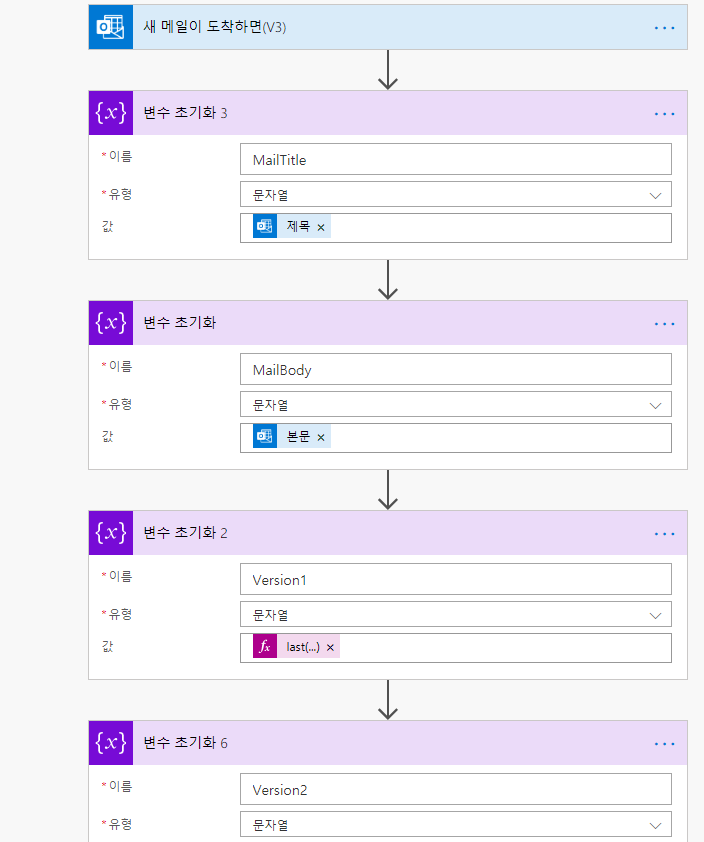 새 메일이 도착하면(V3)
{x} 변수 초기화 3
* 이름 MailTitle
* 유형 문자열
값 제목 ×
{x} 변수 초기화
* 이름 MailBody
* 유형 문자열
값 본문 ×
{x} 변수 초기화 2
* 이름 Version1
* 유형 문자열
값 fx last(...) ×
{x} 변수 초기화 6
* 이름 Version2
* 유형 문자열